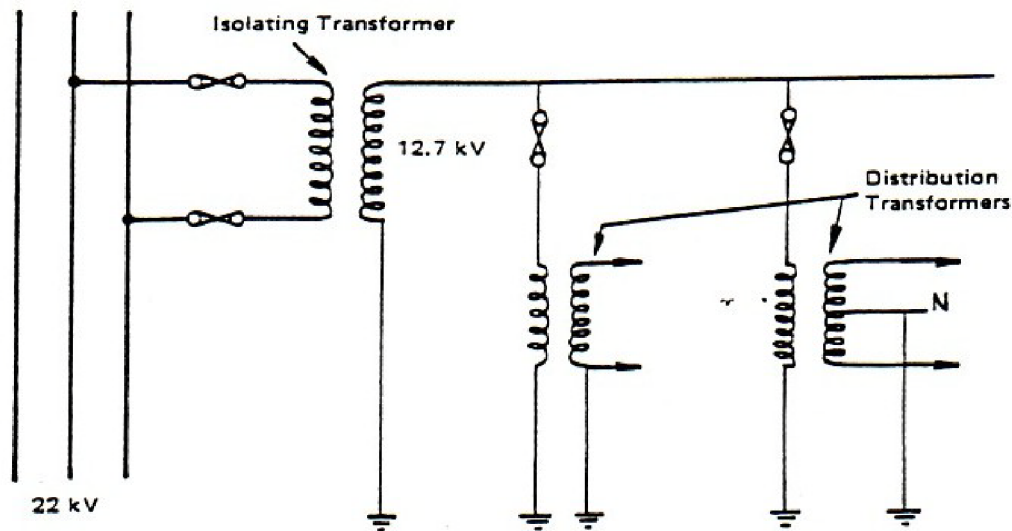 Isolating Transformer
12.7 kV
Distribution
Transformers
N
22 kV